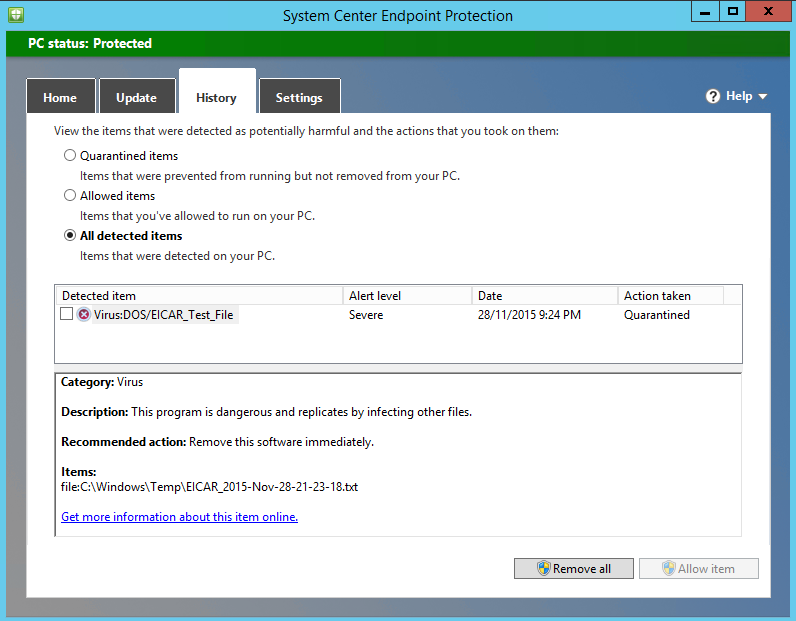 System Center Endpoint Protection
PC status: Protected
Home Update History Settings Help
View the items that were detected as potentially harmful and the actions that you took on them:
Quarantined items
Items that were prevented from running but not removed from your PC.
Allowed items
Items that you've allowed to run on your PC.
All detected items
Items that were detected on your PC.
Detected item Alert level Date Action taken
Virus:DOS/EICAR_Test_File Severe 28/11/2015 9:24 PM Quarantined
Category: Virus
Description: This program is dangerous and replicates by infecting other files.
Recommended action: Remove this software immediately.
Items:
file:C:\Windows\Temp\EICAR_2015-Nov-28-21-23-18.txt
Get more information about this item online.
Remove all Allow item